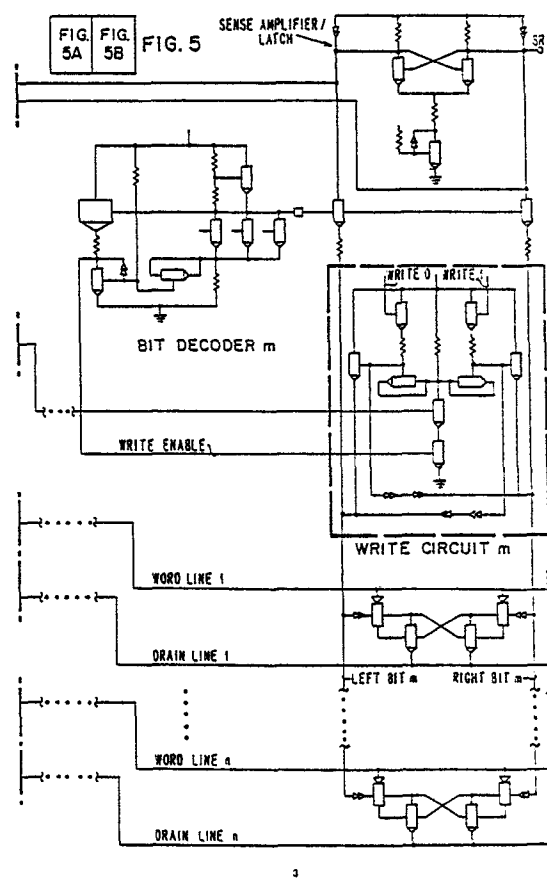 FIG. 5A
FIG. 5B
FIG. 5
SENSE AMPLIFIER/
LATCH
SR
BIT DECODER m
WRITE 0
WRITE 1
WRITE ENABLE
WRITE CIRCUIT m
WORD LINE 1
DRAIN LINE 1
LEFT BIT m
RIGHT BIT m
WORD LINE n
DRAIN LINE n
3